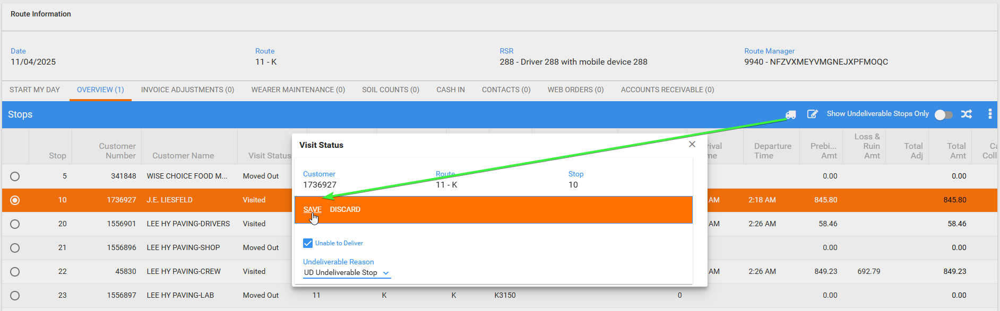 Route Information
Date Route RSR Route Manager
11/04/2025 11 - K 288 - Driver 288 with mobile device 288 9940 - NFZVXMEYVMGNEJXPFMOQC
START MY DAY OVERVIEW (1) INVOICE ADJUSTMENTS (0) WEARER MAINTENANCE (0) SOIL COUNTS (0) CASH IN CONTACTS (0) WEB ORDERS (0) ACCOUNTS RECEIVABLE (0)
Stops Show Undeliverable Stops Only
Stop Customer Number Customer Name Visit Status Departure Time Prebi... Amt Loss & Ruin Amt Total Adj Total Amt
5 341848 WISE CHOICE FOOD M... Moved Out 0.00 0.00
10 1736927 J.E. LIESFELD Visited AM 2:18 AM 845.80 845.80
20 1556901 LEE HY PAVING-DRIVERS Visited AM 2:26 AM 58.46 58.46
21 1556896 LEE HY PAVING-SHOP Moved Out 0.00 0.00
22 45830 LEE HY PAVING-CREW Visited AM 2:26 AM 849.23 692.79 849.23
23 1556897 LEE HY PAVING-LAB Moved Out 11 K K K3150 0 0.00 0.00
Visit Status
Customer Route Stop
1736927 11 - K 10
SAVE DISCARD
Unable to Deliver
Undeliverable Reason
UD Undeliverable Stop